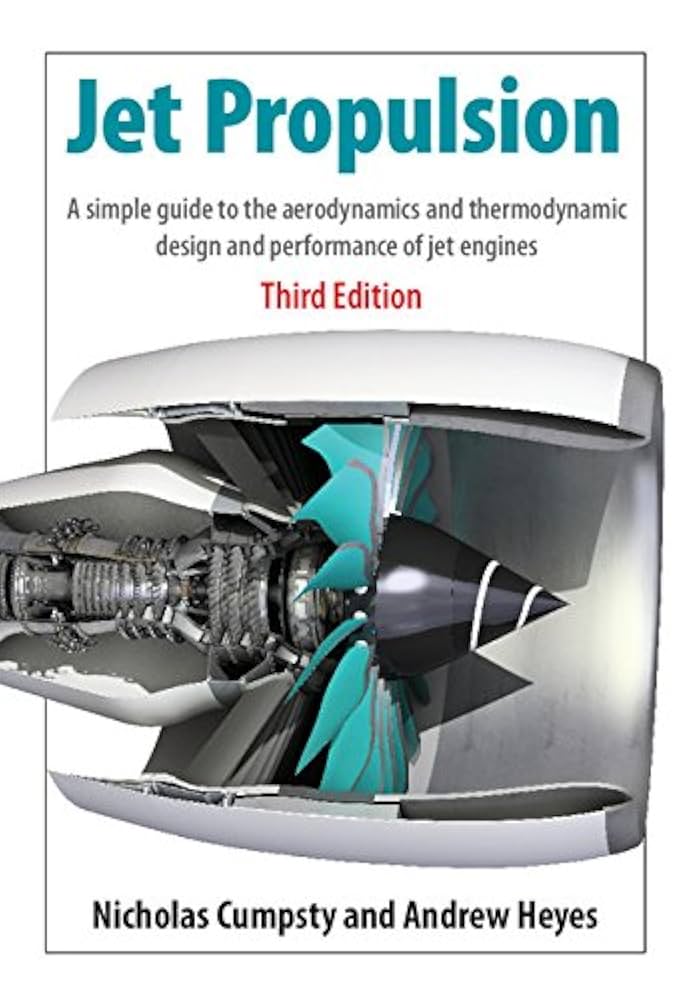 Jet Propulsion
A simple guide to the aerodynamics and thermodynamic
design and performance of jet engines
Third Edition
Nicholas Cumpsty and Andrew Heyes